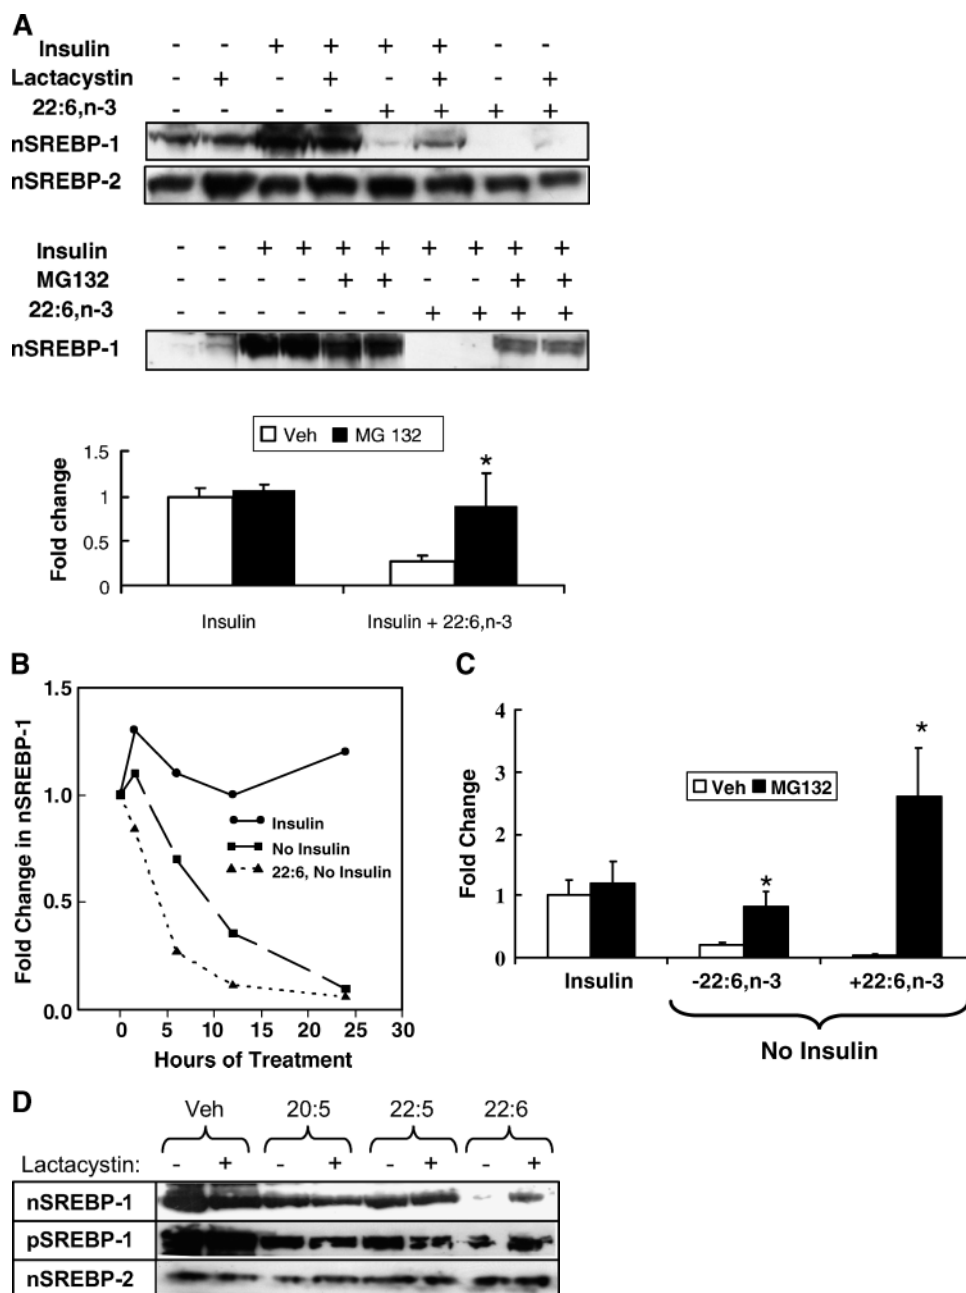 A
Insulin - - + + + + - -
Lactacystin - + - + - + - +
22:6,n-3 - - - - + + + +
nSREBP-1
nSREBP-2
Insulin - - + + + + + + + +
MG132 - - - - + + - - + +
22:6,n-3 - - - - - - + + + +
nSREBP-1
Veh MG 132
Fold change
1.5
1
0.5
0
*
Insulin Insulin + 22:6,n-3
B
Fold Change in nSREBP-1
1.5
1.0
0.5
0.0
Insulin
No Insulin
22:6, No Insulin
0 5 10 15 20 25 30
Hours of Treatment
C
Fold Change
4
3
2
1
0
Veh MG132
* *
Insulin -22:6,n-3 +22:6,n-3
No Insulin
D
Veh 20:5 22:5 22:6
Lactacystin: - + - + - + - +
nSREBP-1
pSREBP-1
nSREBP-2